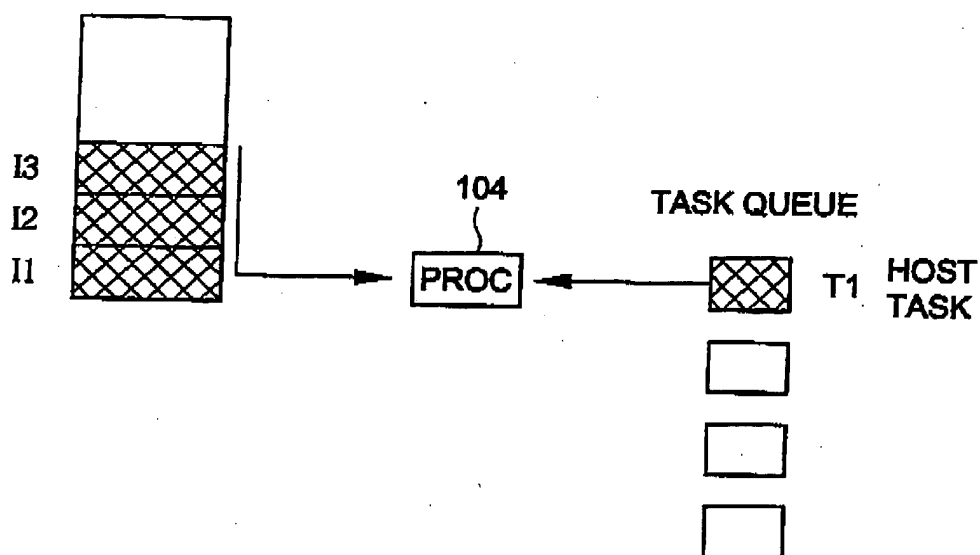 I3
I2
I1
104
PROC
TASK QUEUE
T1
HOST
TASK